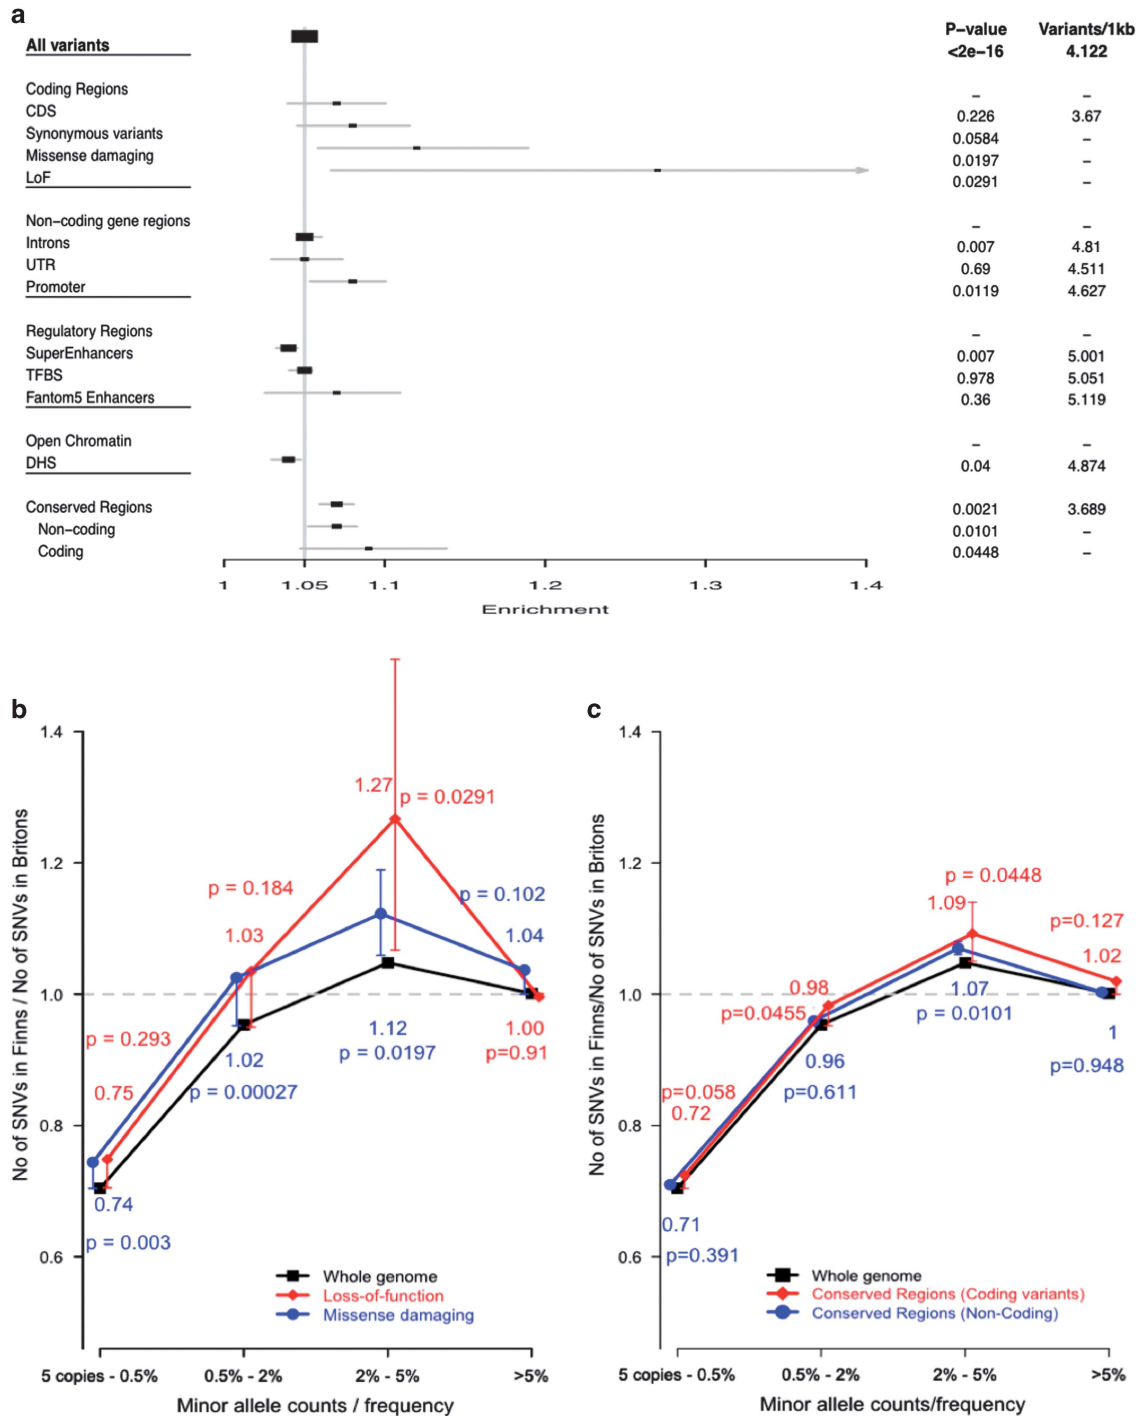 a
P-value Variants/1kb
All variants <2e-16 4.122
Coding Regions - -
CDS 0.226 3.67
Synonymous variants 0.0584 -
Missense damaging 0.0197 -
LoF 0.0291 -
Non-coding gene regions - -
Introns 0.007 4.81
UTR 0.69 4.511
Promoter 0.0119 4.627
Regulatory Regions - -
SuperEnhancers 0.007 5.001
TFBS 0.978 5.051
Fantom5 Enhancers 0.36 5.119
Open Chromatin - -
DHS 0.04 4.874
Conserved Regions 0.0021 3.689
Non-coding 0.0101 -
Coding 0.0448 -
1 1.05 1.1 1.2 1.3 1.4
Enrichment
b
No of SNVs in Finns / No of SNVs in Britons
1.4
1.2
1.0
0.8
0.6
1.27
p = 0.0291
p = 0.184
p = 0.102
1.03
1.04
p = 0.293
1.12
1.00
p = 0.0197
p=0.91
1.02
0.75
p = 0.00027
0.74
p = 0.003
Whole genome
Loss-of-function
Missense damaging
5 copies - 0.5% 0.5% - 2% 2% - 5% >5%
Minor allele counts / frequency
c
No of SNVs in Finns/No of SNVs in Britons
1.4
1.2
1.0
0.8
0.6
p = 0.0448
1.09
p=0.127
1.02
0.98
1.07
p=0.0455
p = 0.0101
1
0.96
p=0.948
p=0.058
p=0.611
0.72
0.71
p=0.391
Whole genome
Conserved Regions (Coding variants)
Conserved Regions (Non-Coding)
5 copies - 0.5% 0.5% - 2% 2% - 5% >5%
Minor allele counts/frequency